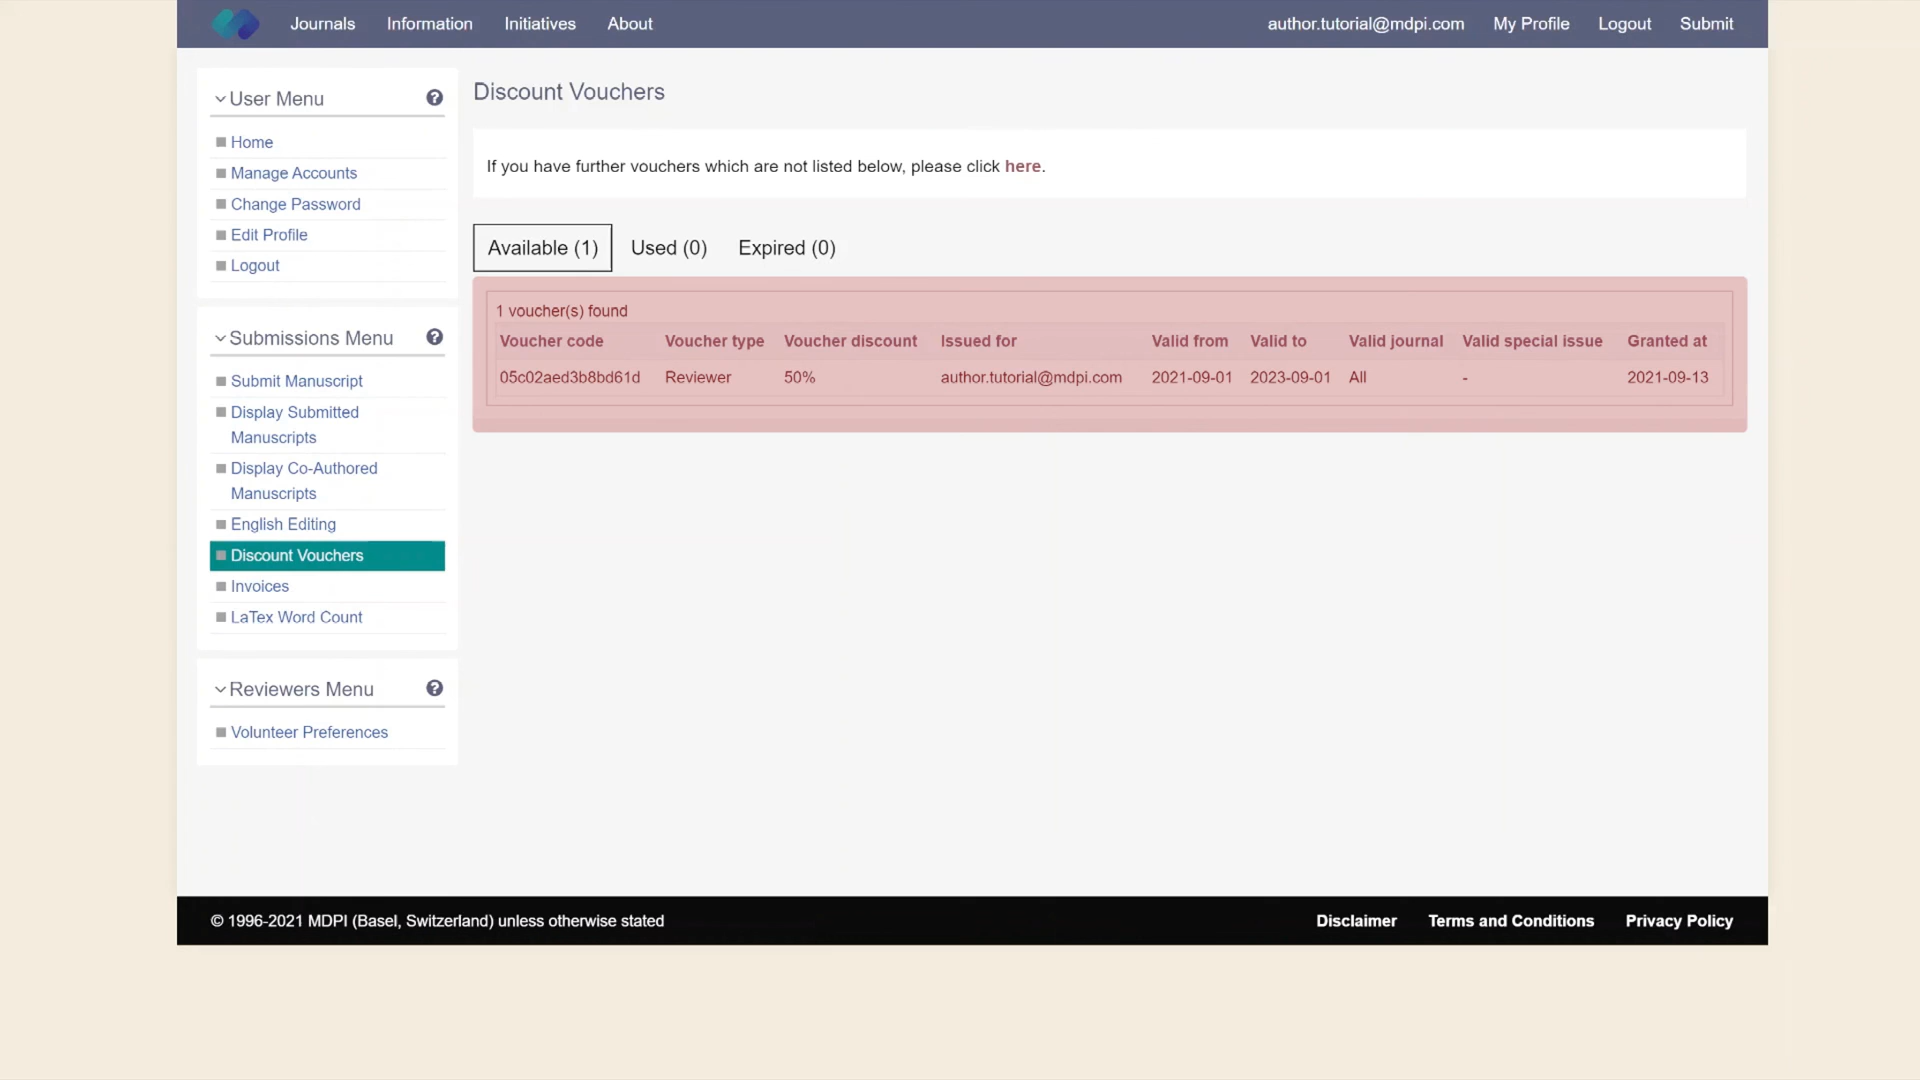 Journals Information Initiatives About author.tutorial@mdpi.com My Profile Logout Submit
User Menu
Home
Manage Accounts
Change Password
Edit Profile
Logout
Submissions Menu
Submit Manuscript
Display Submitted
Manuscripts
Display Co-Authored
Manuscripts
English Editing
Discount Vouchers
Invoices
LaTex Word Count
Reviewers Menu
Volunteer Preferences
Discount Vouchers
If you have further vouchers which are not listed below, please click here.
Available (1) Used (0) Expired (0)
1 voucher(s) found
Voucher code Voucher type Voucher discount Issued for Valid from Valid to Valid journal Valid special issue Granted at
05c02aed3b8bd61d Reviewer 50% author.tutorial@mdpi.com 2021-09-01 2023-09-01 All - 2021-09-13
© 1996-2021 MDPI (Basel, Switzerland) unless otherwise stated Disclaimer Terms and Conditions Privacy Policy